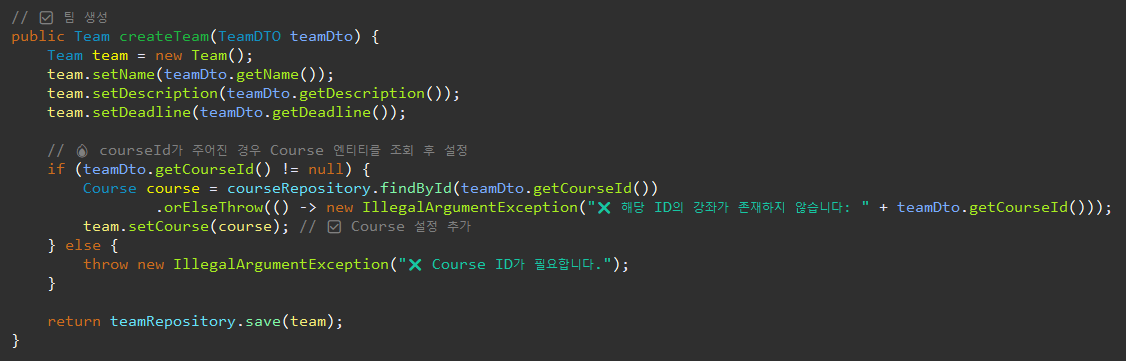 // ✅ 팀 생성
public Team createTeam(TeamDTO teamDto) {
    Team team = new Team();
    team.setName(teamDto.getName());
    team.setDescription(teamDto.getDescription());
    team.setDeadline(teamDto.getDeadline());

    // 🔥 courseId가 주어진 경우 Course 엔티티를 조회 후 설정
    if (teamDto.getCourseId() != null) {
        Course course = courseRepository.findById(teamDto.getCourseId())
                .orElseThrow(() -> new IllegalArgumentException("❌ 해당 ID의 강좌가 존재하지 않습니다: " + teamDto.getCourseId()));
        team.setCourse(course); // ✅ Course 설정 추가
    } else {
        throw new IllegalArgumentException("❌ Course ID가 필요합니다.");
    }

    return teamRepository.save(team);
}